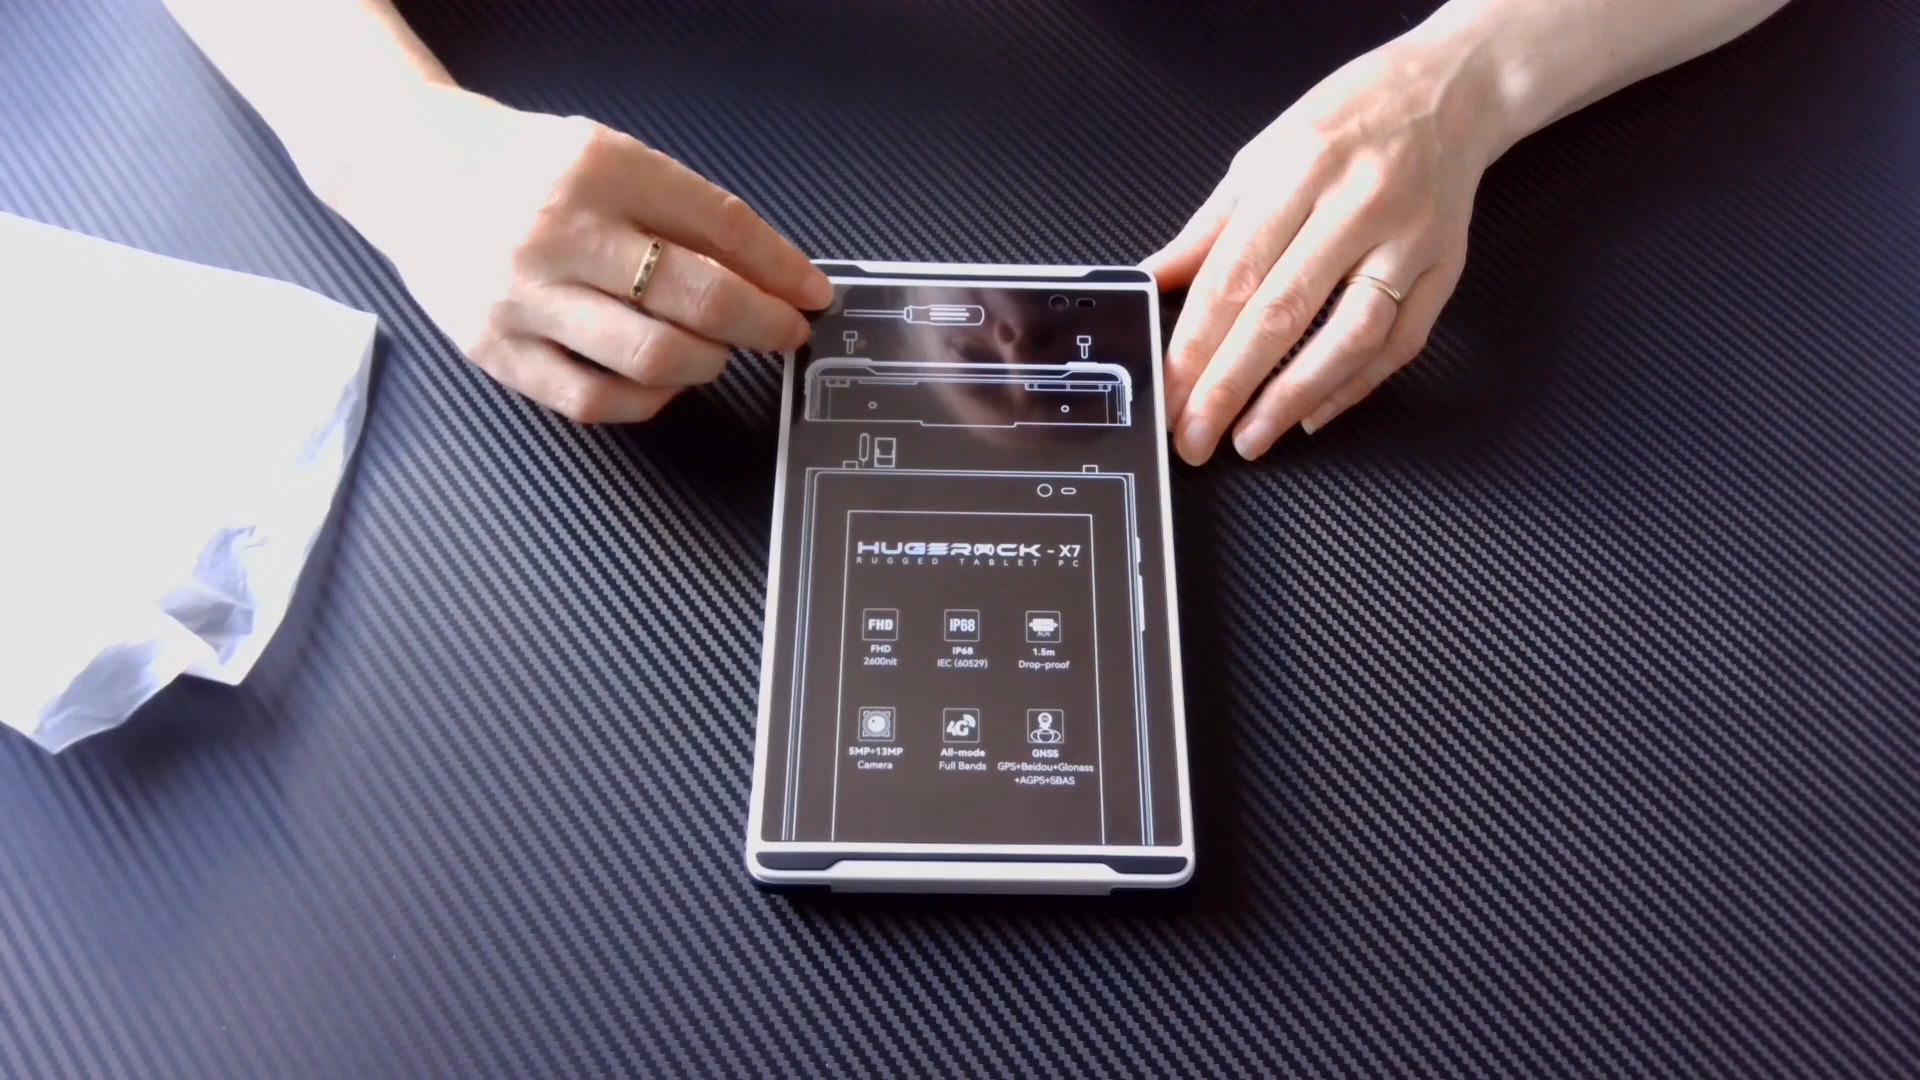 HUGEROCK - X7
RUGGED TABLET PC
FHD
FHD
2600nit
IP68
IP68
IEC (60529)
1.5m
Drop-proof
5MP+13MP
Camera
4G
All-mode
Full Bands
GNSS
GPS+Beidou+Glonass
+AGPS+SBAS